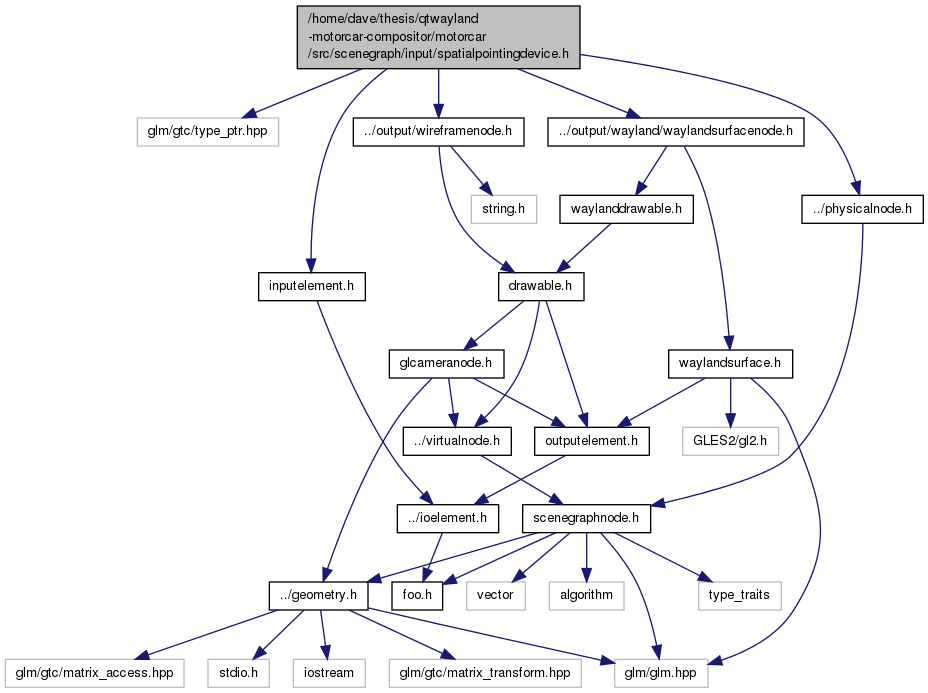 /home/dave/thesis/qtwayland
-motorcar-compositor/motorcar
/src/scenegraph/input/spatialpointingdevice.h
glm/gtc/type_ptr.hpp
../output/wireframenode.h
../output/wayland/waylandsurfacenode.h
string.h
waylanddrawable.h
../physicalnode.h
inputelement.h
drawable.h
glcameranode.h
waylandsurface.h
../virtualnode.h
outputelement.h
GLES2/gl2.h
../ioelement.h
scenegraphnode.h
../geometry.h
foo.h
vector
algorithm
type_traits
glm/gtc/matrix_access.hpp
stdio.h
iostream
glm/gtc/matrix_transform.hpp
glm/glm.hpp